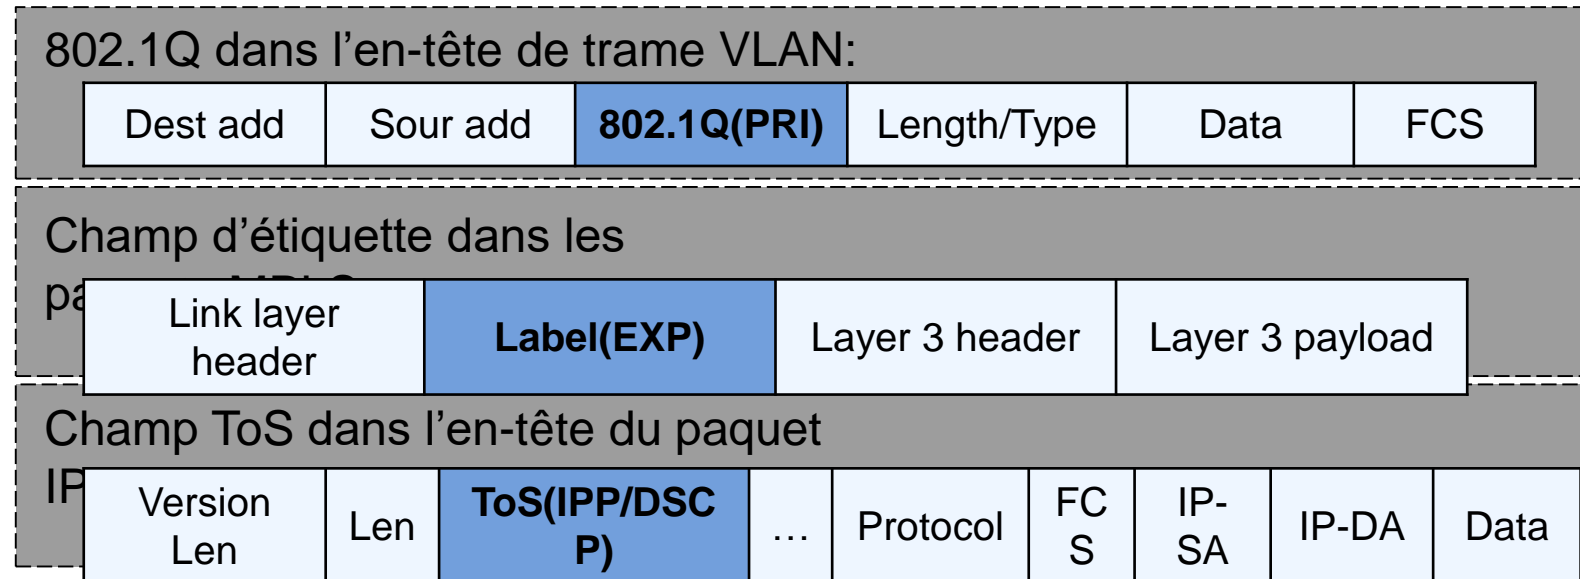 802.1Q dans l’en-tête de trame VLAN:
Dest add Sour add 802.1Q(PRI) Length/Type Data FCS
Champ d’étiquette dans les
Link layer
header
Label(EXP) Layer 3 header Layer 3 payload
Champ ToS dans l’en-tête du paquet
IP
Version
Len
Len
ToS(IPP/DSC
P)
…
Protocol
FC
S
IP-
SA
IP-DA
Data